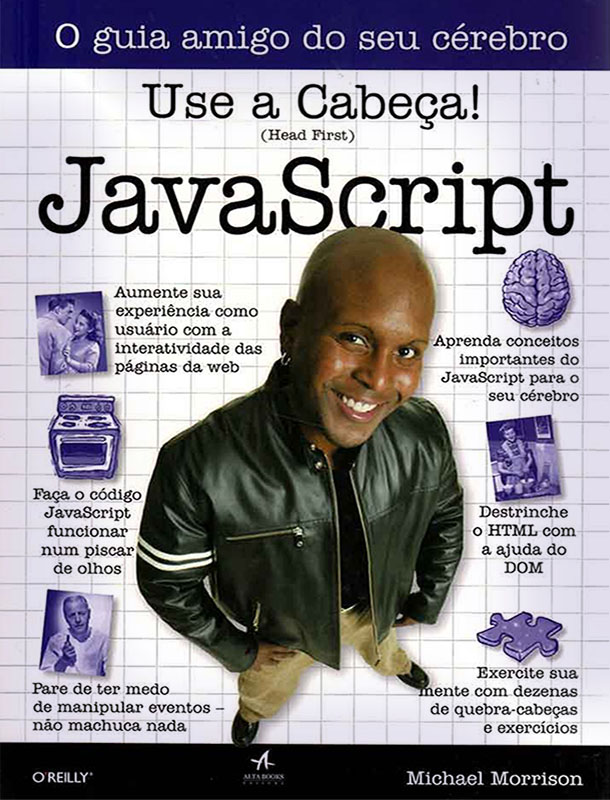 O guia amigo do seu cérebro
Use a Cabeça!
(Head First)
JavaScript
Aumente sua
experiência como
usuário com a
interatividade das
páginas da web
Aprenda conceitos
importantes do
JavaScript para o
seu cérebro
Faça o código
JavaScript
funcionar
num piscar
de olhos
Destrinche
o HTML com
a ajuda do
DOM
Pare de ter medo
de manipular eventos –
não machuca nada
Exercite sua
mente com dezenas
de quebra-cabeças
e exercícios
O'REILLY®
ALTA BOOKS
EDITORA
Michael Morrison